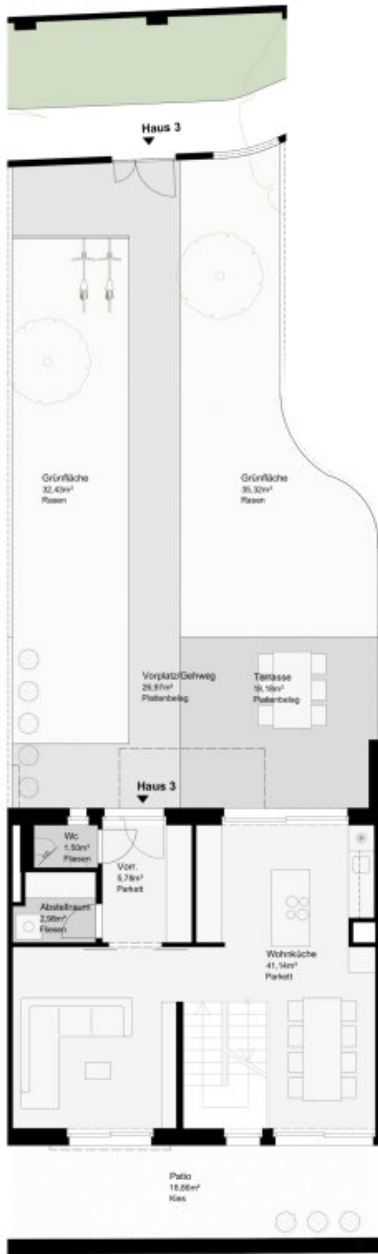 Haus 3
Grünfläche
32,43m²
Rasen
Grünfläche
35,32m²
Rasen
Vorplatz/Gehweg
26,97m²
Plattenbelag
Terrasse
18,18m²
Plattenbelag
Haus 3
Wc
1,50m²
Fliesen
Vorr.
5,78m²
Parkett
Abstellraum
2,98m²
Fliesen
Wohnküche
41,14m²
Parkett
Patio
18,86m²
Kies